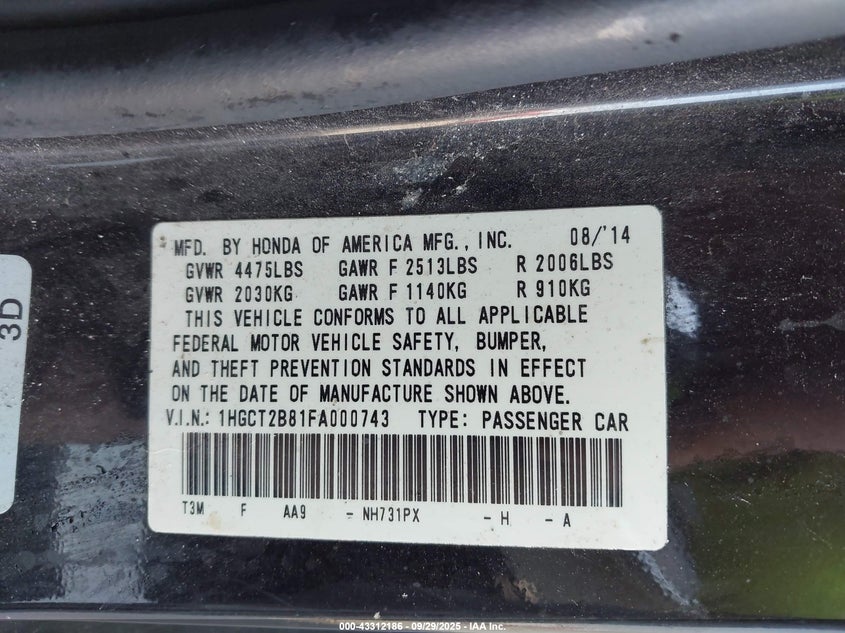 MFD. BY HONDA OF AMERICA MFG., INC. 08/'14
GVWR 4475LBS GAWR F 2513LBS R 2006LBS
GVWR 2030KG GAWR F 1140KG R 910KG
THIS VEHICLE CONFORMS TO ALL APPLICABLE
FEDERAL MOTOR VEHICLE SAFETY, BUMPER,
AND THEFT PREVENTION STANDARDS IN EFFECT
ON THE DATE OF MANUFACTURE SHOWN ABOVE.
V.I.N.: 1HGCT2B81FA000743 TYPE: PASSENGER CAR
T3M F AA9 - NH731PX - H - A
3D
000-43312186 - 09/29/2025 - IAA Inc.